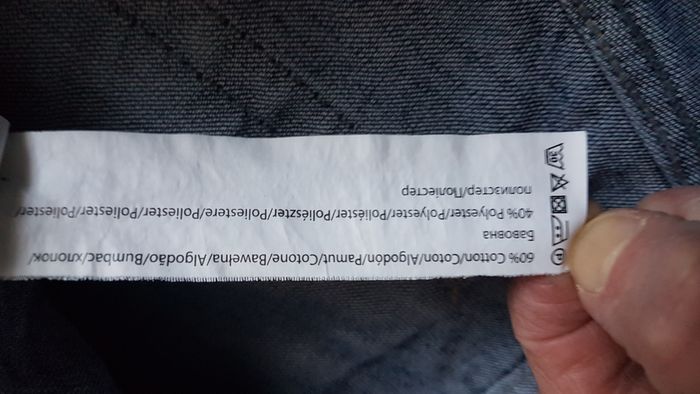 60% Cotton/Coton/Algodón/Pamut/Cotone/Bawełna/Algodão/Bumbac/хлопок/
Бавовна
40% Polyester/Polyester/Poliéster/Poliészter/Poliestere/Poliester/Poliester/Poliester/
полиэстер/Поліестер
30